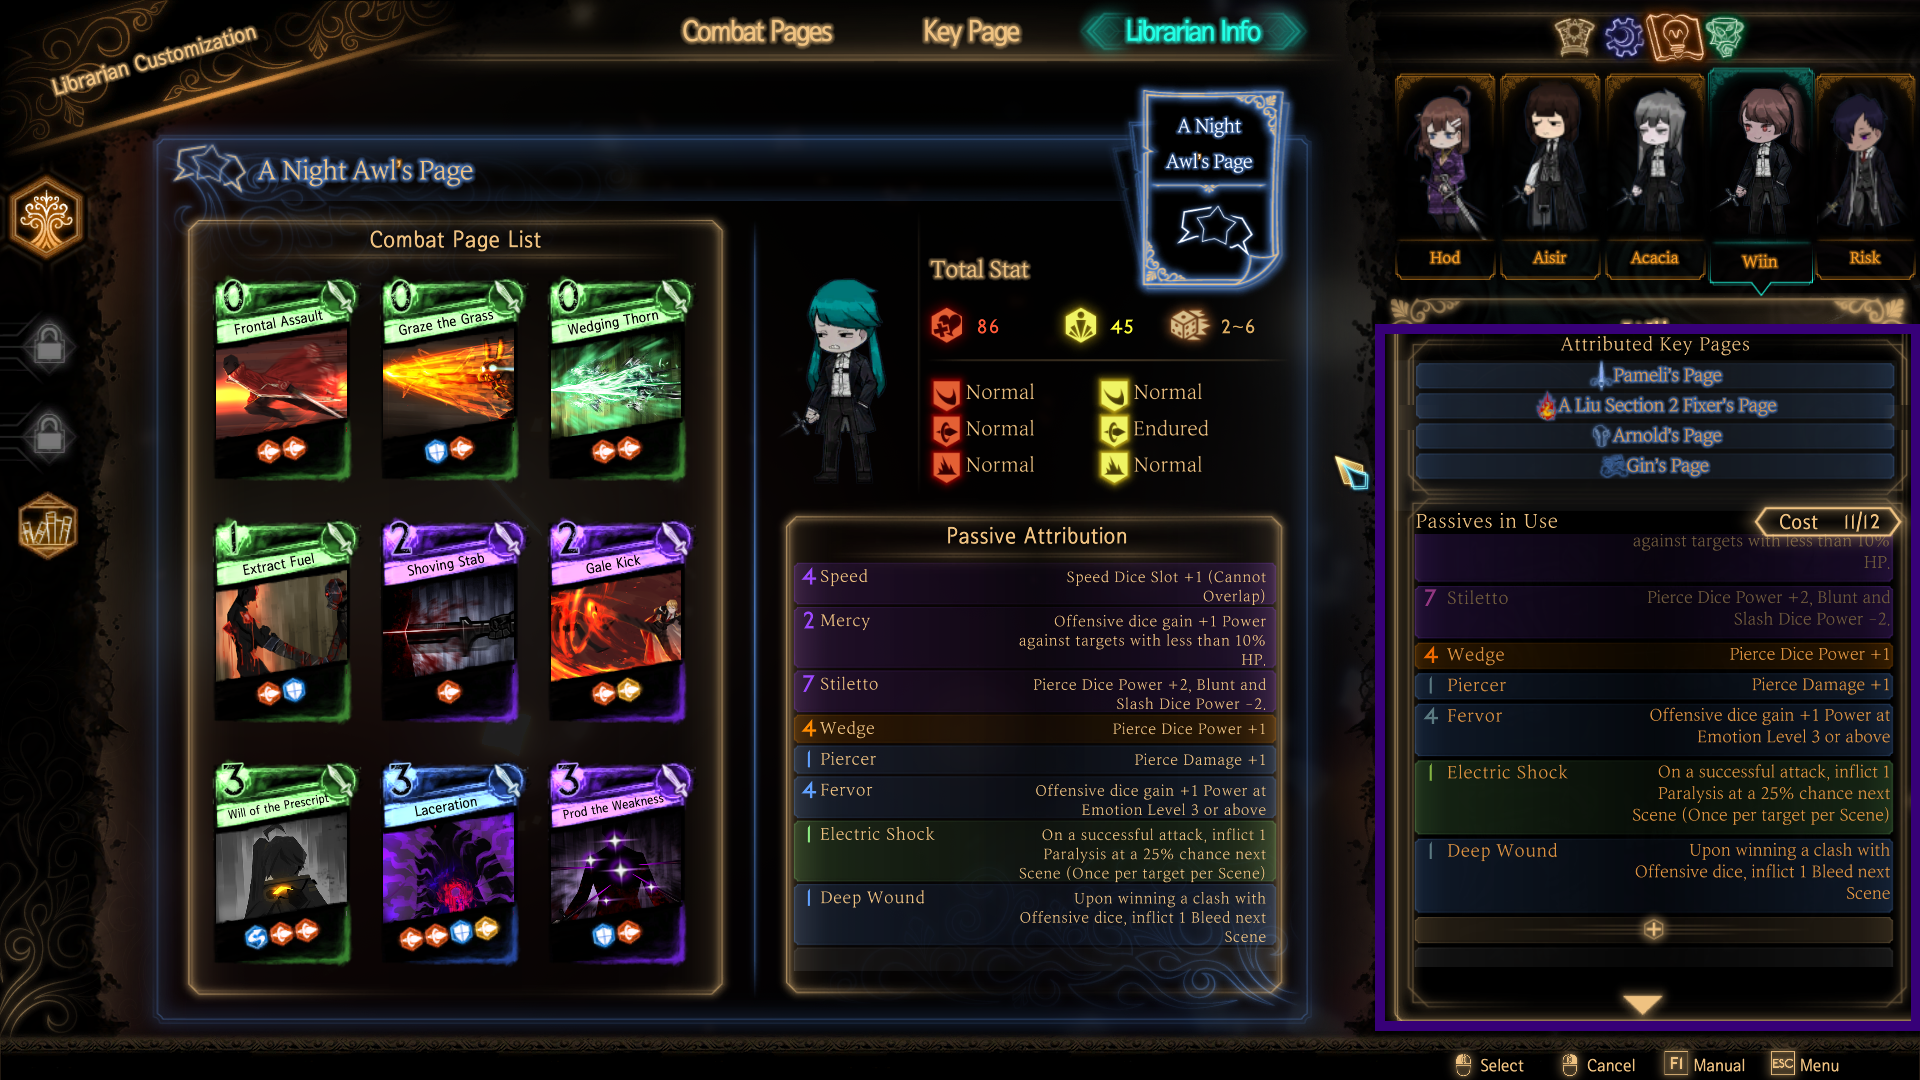 Librarian Customization
Combat Pages
Key Page
Librarian Info
A Night Awl's Page
A Night
Awl's Page
Combat Page List
0
Frontal Assault
0
Graze the Grass
0
Wedging Thorn
1
Extract Fuel
2
Shoving Stab
2
Gale Kick
3
Will of the Prescript
3
Laceration
3
Prod the Weakness
Total Stat
86
45
2~6
Normal
Normal
Normal
Endured
Normal
Normal
Passive Attribution
4 Speed
Speed Dice Slot +1 (Cannot
Overlap)
2 Mercy
Offensive dice gain +1 Power
against targets with less than 10%
HP.
7 Stiletto
Pierce Dice Power +2, Blunt and
Slash Dice Power -2.
4 Wedge
Pierce Dice Power +1
1 Piercer
Pierce Damage +1
4 Fervor
Offensive dice gain +1 Power at
Emotion Level 3 or above
1 Electric Shock
On a successful attack, inflict 1
Paralysis at a 25% chance next
Scene (Once per target per Scene)
1 Deep Wound
Upon winning a clash with
Offensive dice, inflict 1 Bleed next
Scene
Hod
Aisir
Acacia
Wiin
Risk
Attributed Key Pages
Pameli's Page
A Liu Section 2 Fixer's Page
Arnold's Page
Gin's Page
Passives in Use
Cost 11/12
against targets with less than 10%
HP.
7 Stiletto
Pierce Dice Power +2, Blunt and
Slash Dice Power -2.
4 Wedge
Pierce Dice Power +1
1 Piercer
Pierce Damage +1
4 Fervor
Offensive dice gain +1 Power at
Emotion Level 3 or above
1 Electric Shock
On a successful attack, inflict 1
Paralysis at a 25% chance next
Scene (Once per target per Scene)
1 Deep Wound
Upon winning a clash with
Offensive dice, inflict 1 Bleed next
Scene
Select
Cancel
F1 Manual
ESC Menu